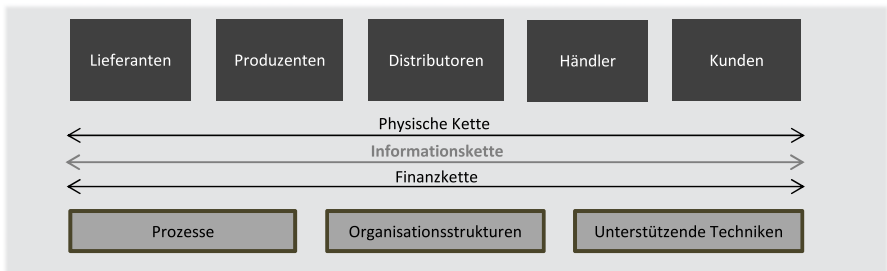 Lieferanten
Produzenten
Distributoren
Händler
Kunden
Physische Kette
Informationskette
Finanzkette
Prozesse
Organisationsstrukturen
Unterstützende Techniken